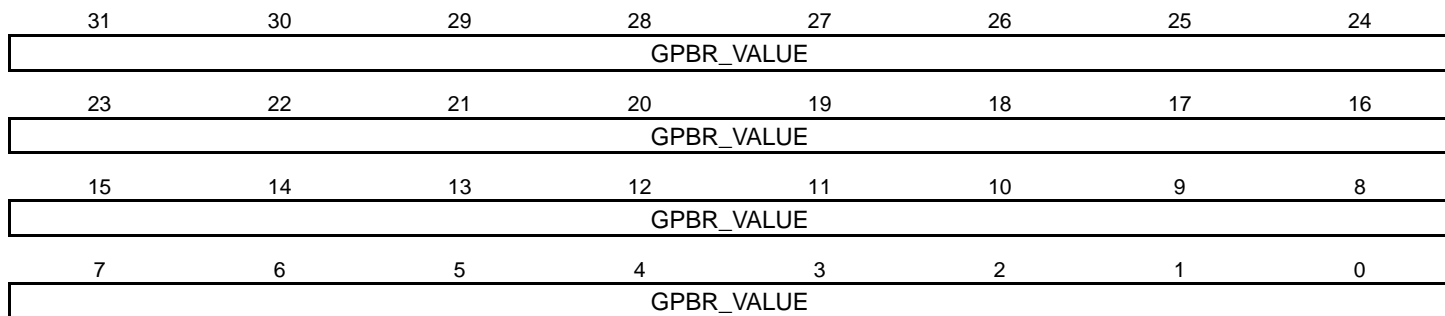 31 30 29 28 27 26 25 24
GPBR_VALUE
23 22 21 20 19 18 17 16
GPBR_VALUE
15 14 13 12 11 10 9 8
GPBR_VALUE
7 6 5 4 3 2 1 0
GPBR_VALUE